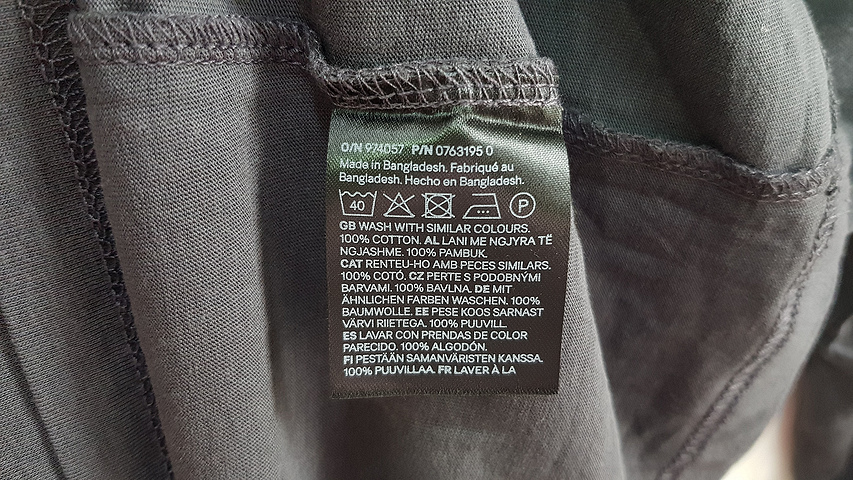 O/N 974057 P/N 0763195 0
Made in Bangladesh. Fabriqué au
Bangladesh. Hecho en Bangladesh.
40 P
GB WASH WITH SIMILAR COLOURS.
100% COTTON. AL LANI ME NGJYRA TË
NGJASHME. 100% PAMBUK.
CAT RENTEU-HO AMB PECES SIMILARS.
100% COTÓ. CZ PERTE S PODOBNÝMI
BARVAMI. 100% BAVLNA. DE MIT
ÄHNLICHEN FARBEN WASCHEN. 100%
BAUMWOLLE. EE PESE KOOS SARNAST
VÄRVI RIIETEGA. 100% PUUVILL.
ES LAVAR CON PRENDAS DE COLOR
PARECIDO. 100% ALGODÓN.
FI PESTÄÄN SAMANVÄRISTEN KANSSA.
100% PUUVILLAA. FR LAVER À LA